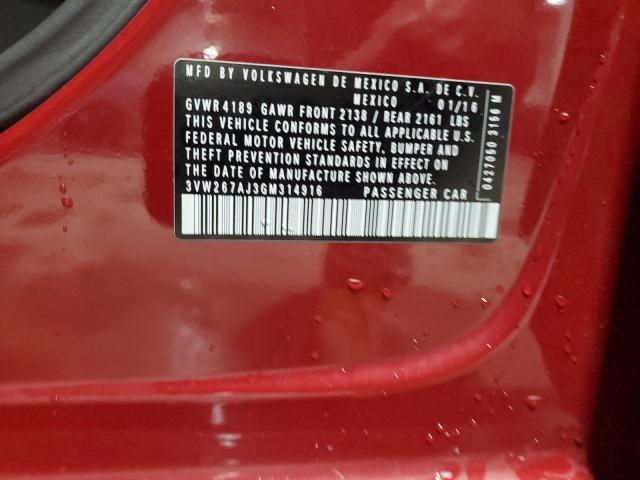 MFD BY VOLKSWAGEN DE MEXICO S.A. DE C.V.
MEXICO 01/16
GVWR 4189 GAWR FRONT 2138 / REAR 2161 LBS
THIS VEHICLE CONFORMS TO ALL APPLICABLE U.S.
FEDERAL MOTOR VEHICLE SAFETY, BUMPER AND
THEFT PREVENTION STANDARDS IN EFFECT ON
THE DATE OF MANUFACTURE SHOWN ABOVE.
3VW267AJ3GM314916 PASSENGER CAR
0427060 3160 M